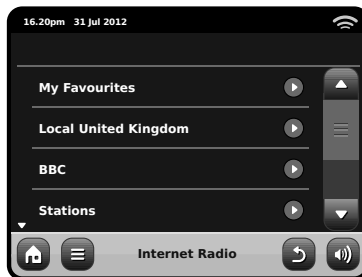 16.20pm 31 Jul 2012
My Favourites
Local United Kingdom
BBC
Stations
Internet Radio